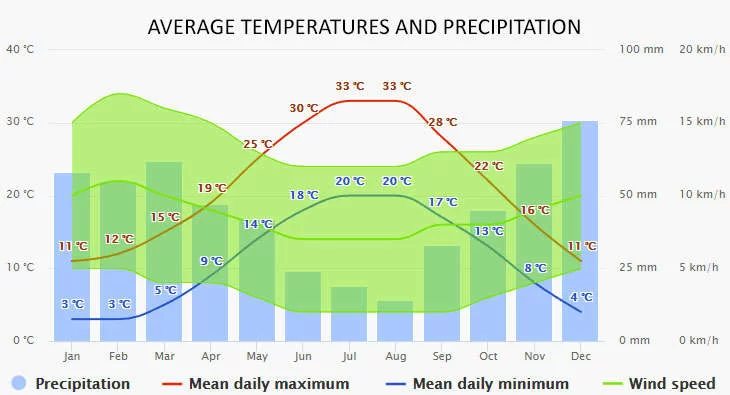 AVERAGE TEMPERATURES AND PRECIPITATION
40 °C 100 mm 20 km/h
33 °C 33 °C
30 °C
30 °C 28 °C 75 mm 15 km/h
25 °C
22 °C
20 °C 19 °C 18 °C 20 °C 20 °C 17 °C 50 mm 10 km/h
15 °C 14 °C 13 °C 16 °C
11 °C 12 °C 11 °C
10 °C 9 °C 8 °C 25 mm 5 km/h
3 °C 3 °C 5 °C 4 °C
0 °C 0 mm 0 km/h
Jan Feb Mar Apr May Jun Jul Aug Sep Oct Nov Dec
Precipitation Mean daily maximum Mean daily minimum Wind speed